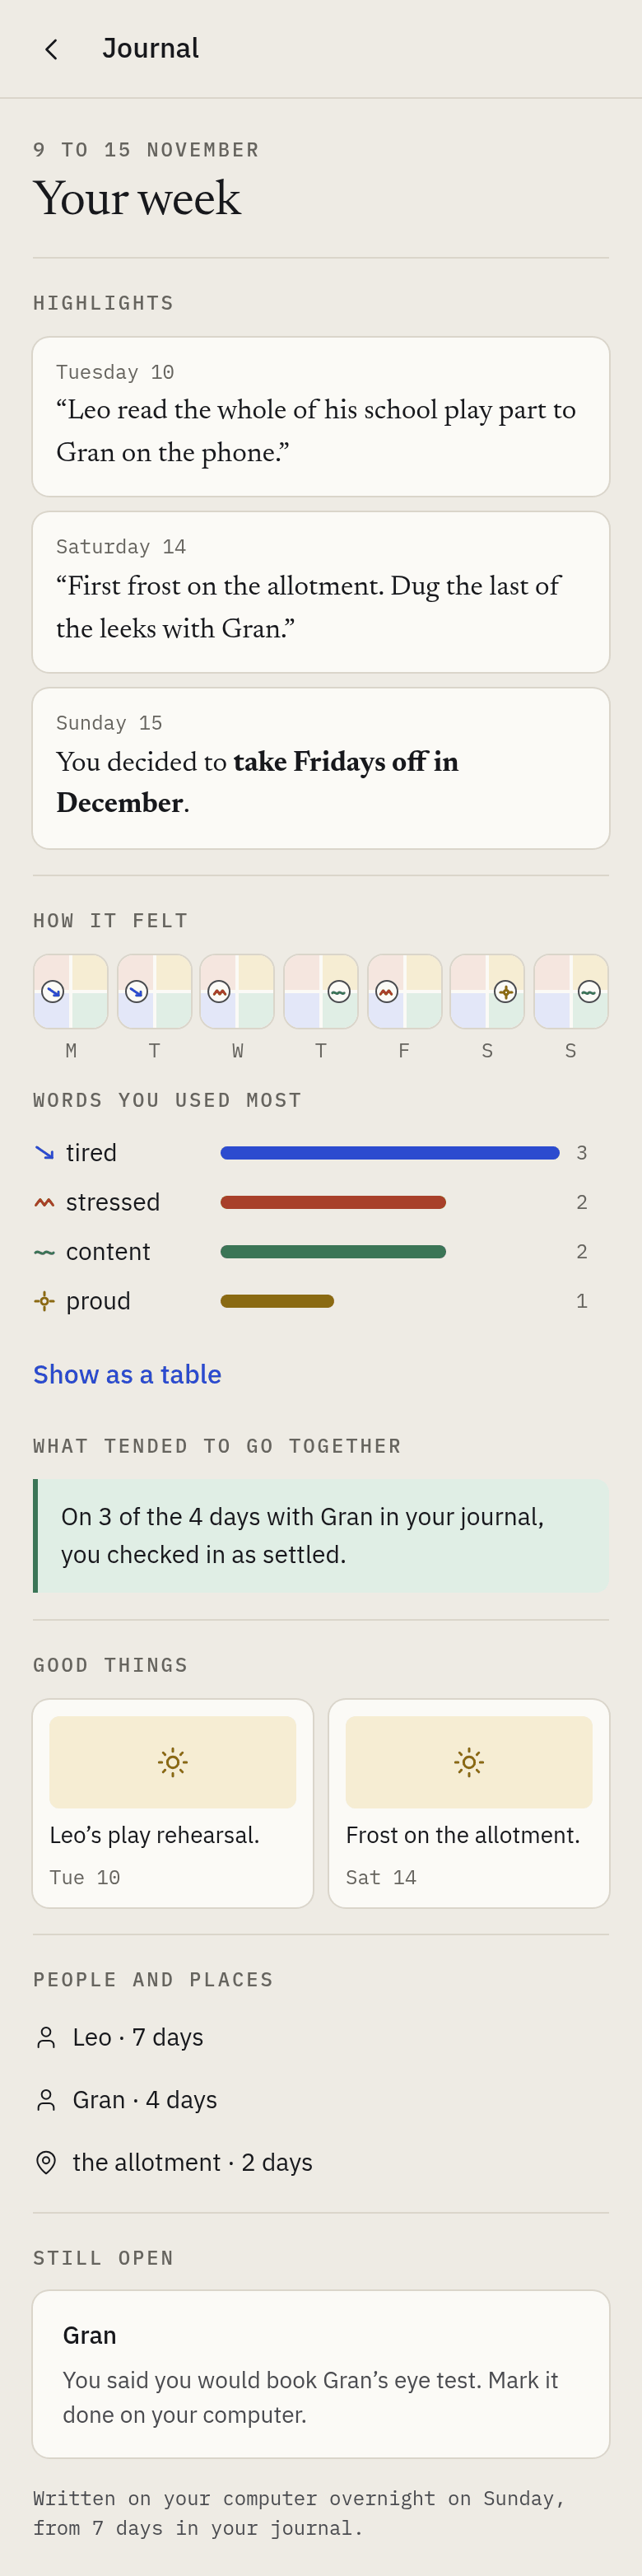 Journal
9 TO 15 NOVEMBER
Your week
HIGHLIGHTS
Tuesday 10
“Leo read the whole of his school play part to
Gran on the phone.”
Saturday 14
“First frost on the allotment. Dug the last of
the leeks with Gran.”
Sunday 15
You decided to take Fridays off in
December.
HOW IT FELT
M T W T F S S
WORDS YOU USED MOST
tired 3
stressed 2
content 2
proud 1
Show as a table
WHAT TENDED TO GO TOGETHER
On 3 of the 4 days with Gran in your journal,
you checked in as settled.
GOOD THINGS
Leo’s play rehearsal.
Tue 10
Frost on the allotment.
Sat 14
PEOPLE AND PLACES
Leo · 7 days
Gran · 4 days
the allotment · 2 days
STILL OPEN
Gran
You said you would book Gran’s eye test. Mark it
done on your computer.
Written on your computer overnight on Sunday,
from 7 days in your journal.